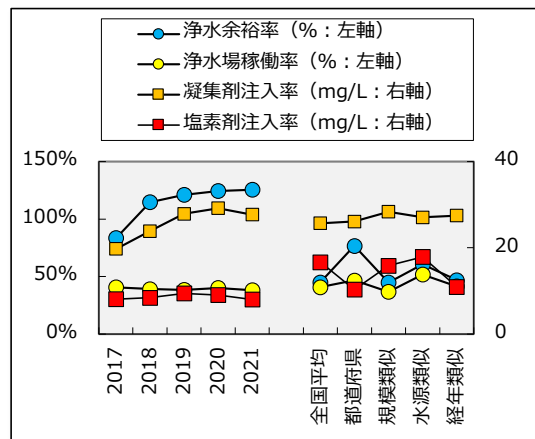 浄水余裕率（%：左軸）
浄水場稼働率（%：左軸）
凝集剤注入率（mg/L：右軸）
塩素剤注入率（mg/L：右軸）
150%
100%
50%
0%
40
20
0
2017
2018
2019
2020
2021
全国平均
都道府県
規模類似
水源類似
経年類似